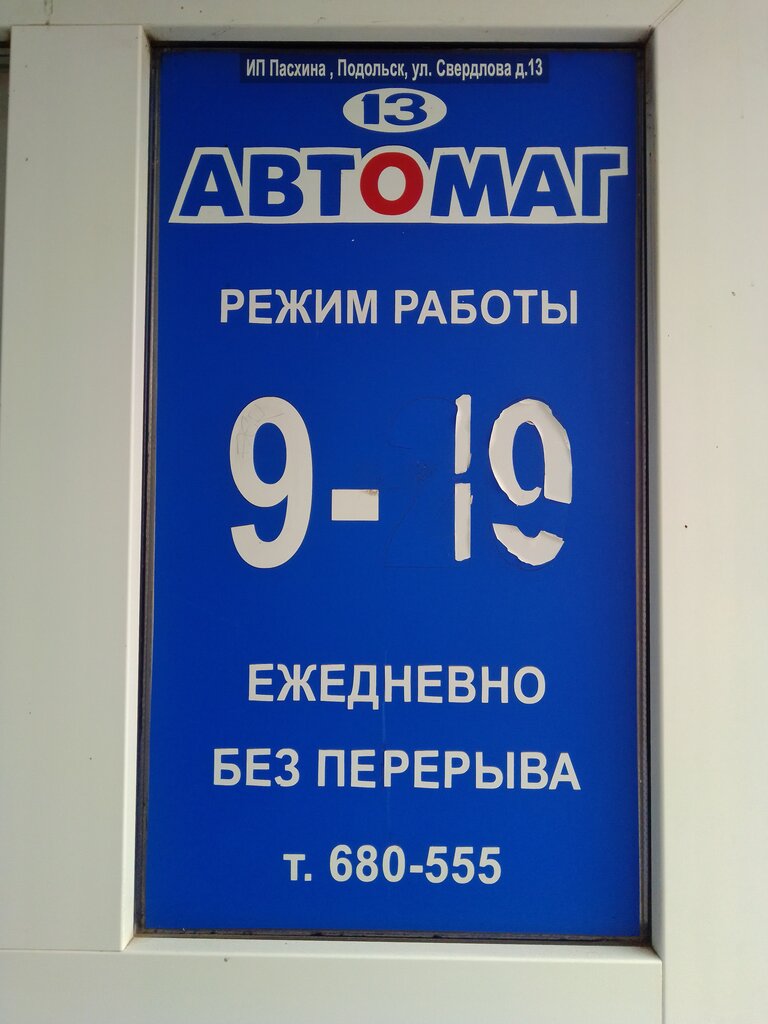 ИП Пасхина , Подольск, ул. Свердлова д.13
13
АВТОМАГ
РЕЖИМ РАБОТЫ
9-19
ЕЖЕДНЕВНО
БЕЗ ПЕРЕРЫВА
т. 680-555